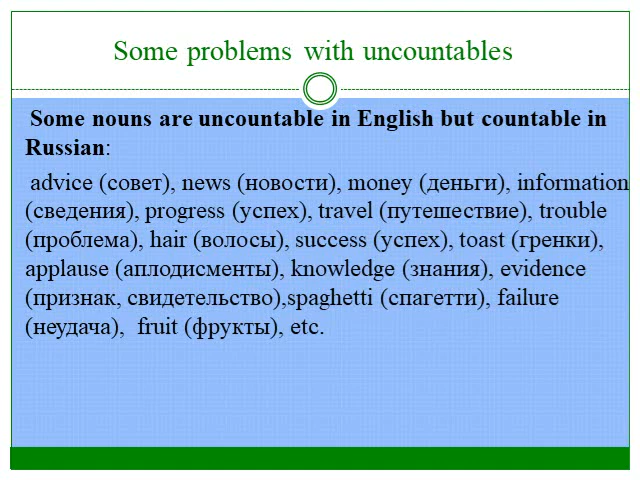 Some problems with uncountables
Some nouns are uncountable in English but countable in
Russian:
advice (совет), news (новости), money (деньги), information
(сведения), progress (успех), travel (путешествие), trouble
(проблема), hair (волосы), success (успех), toast (гренки),
applause (аплодисменты), knowledge (знания), evidence
(признак, свидетельство),spaghetti (спагетти), failure
(неудача), fruit (фрукты), etc.